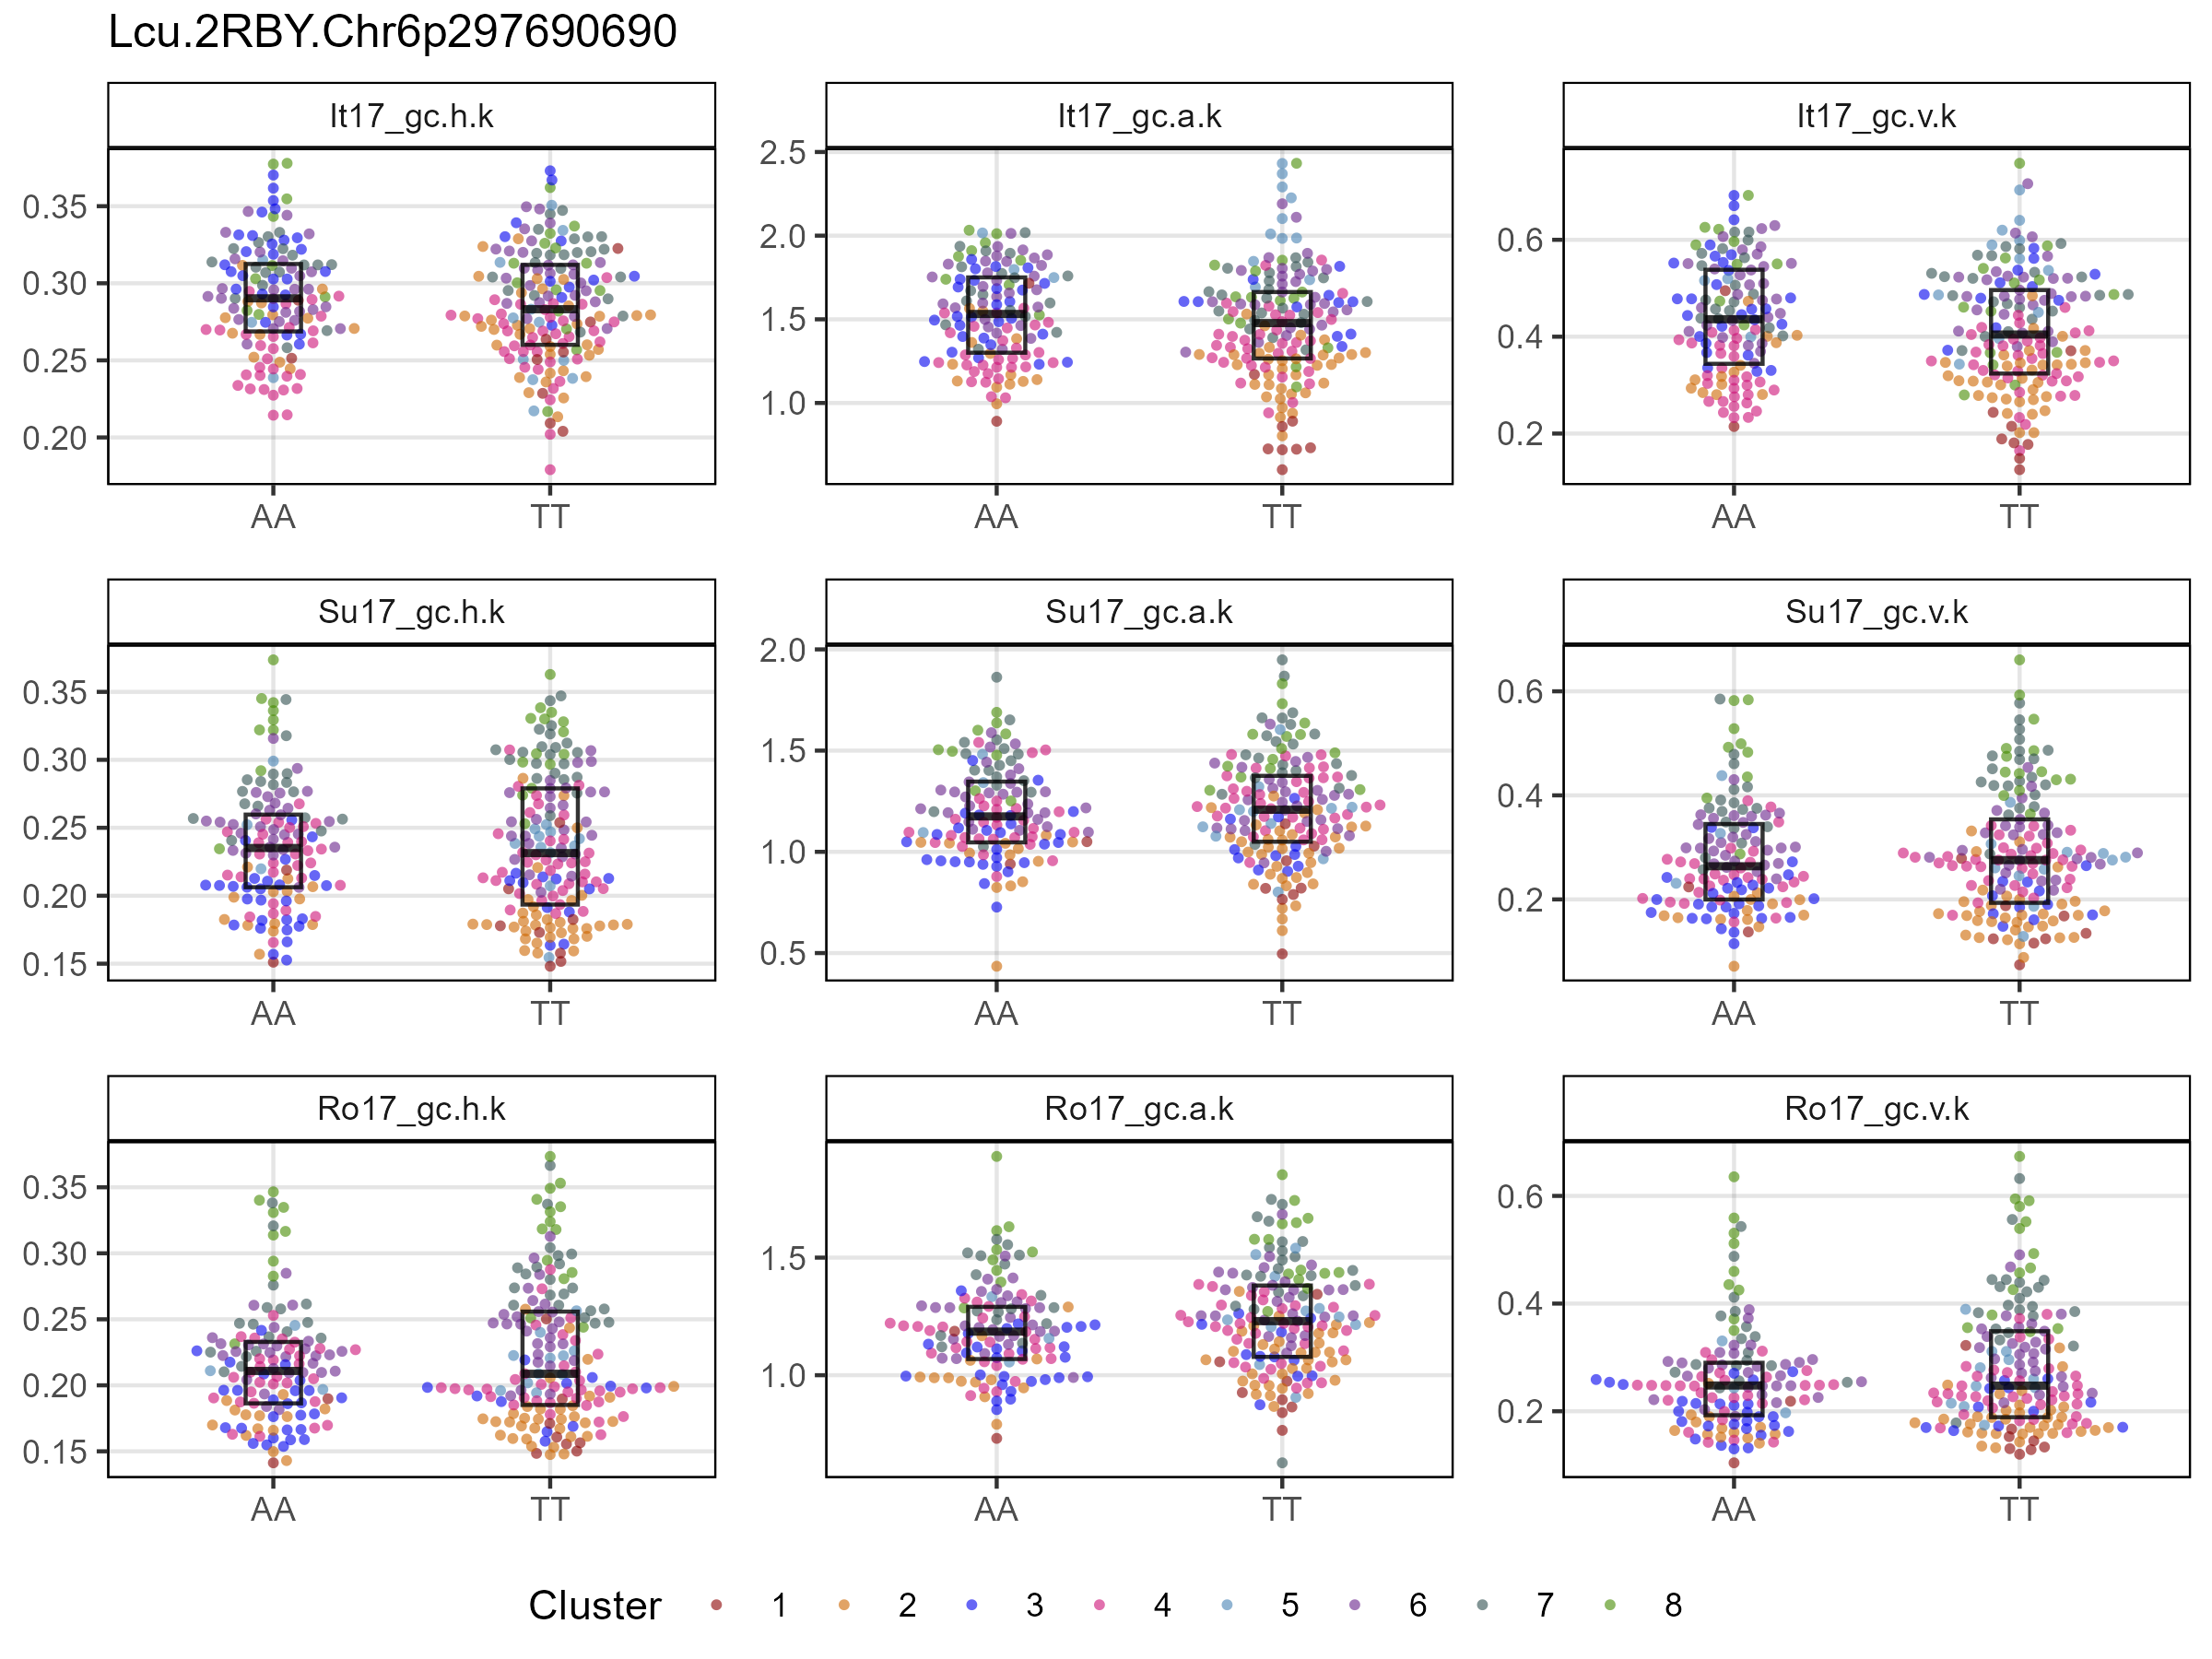 Lcu.2RBY.Chr6p297690690
It17_gc.h.k
It17_gc.a.k
It17_gc.v.k
0.35
0.30
0.25
0.20
AA
TT
2.5
2.0
1.5
1.0
AA
TT
0.6
0.4
0.2
AA
TT
Su17_gc.h.k
Su17_gc.a.k
Su17_gc.v.k
0.35
0.30
0.25
0.20
0.15
AA
TT
2.0
1.5
1.0
0.5
AA
TT
0.6
0.4
0.2
AA
TT
Ro17_gc.h.k
Ro17_gc.a.k
Ro17_gc.v.k
0.35
0.30
0.25
0.20
0.15
AA
TT
1.5
1.0
AA
TT
0.6
0.4
0.2
AA
TT
Cluster 1 2 3 4 5 6 7 8